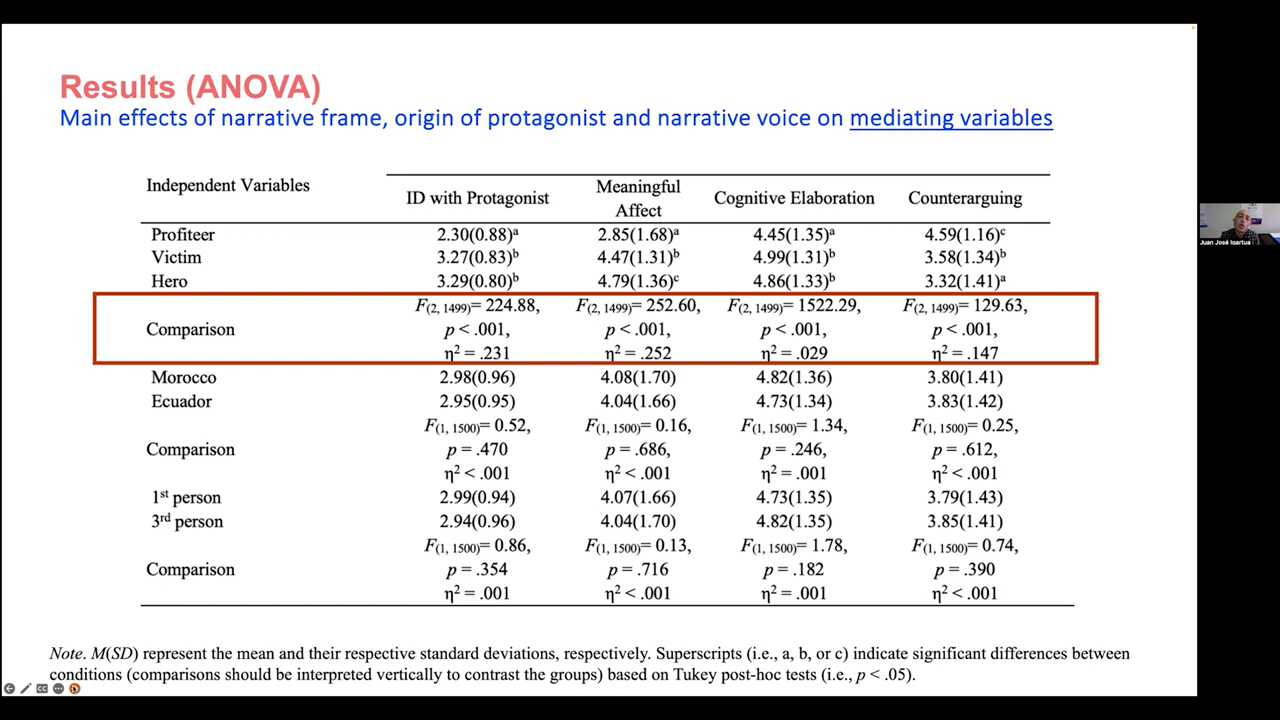 Results (ANOVA)
Main effects of narrative frame, origin of protagonist and narrative voice on mediating variables
Independent Variables
ID with Protagonist
Meaningful Affect
Cognitive Elaboration
Counterarguing
Profiteer 2.30(0.88)ᵃ 2.85(1.68)ᵃ 4.45(1.35)ᵃ 4.59(1.16)ᶜ
Victim 3.27(0.83)ᵇ 4.47(1.31)ᵇ 4.99(1.31)ᵇ 3.58(1.34)ᵇ
Hero 3.29(0.80)ᵇ 4.79(1.36)ᶜ 4.86(1.33)ᵇ 3.32(1.41)ᵃ
F(2, 1499)= 224.88, F(2, 1499)= 252.60, F(2, 1499)= 1522.29, F(2, 1499)= 129.63,
Comparison p < .001, p < .001, p < .001, p < .001,
η² = .231 η² = .252 η² = .029 η² = .147
Morocco 2.98(0.96) 4.08(1.70) 4.82(1.36) 3.80(1.41)
Ecuador 2.95(0.95) 4.04(1.66) 4.73(1.34) 3.83(1.42)
F(1, 1500)= 0.52, F(1, 1500)= 0.16, F(1, 1500)= 1.34, F(1, 1500)= 0.25,
Comparison p = .470 p = .686, p = .246, p = .612,
η² < .001 η² < .001 η² = .001 η² < .001
1ˢᵗ person 2.99(0.94) 4.07(1.66) 4.73(1.35) 3.79(1.43)
3ʳᵈ person 2.94(0.96) 4.04(1.70) 4.82(1.35) 3.85(1.41)
F(1, 1500)= 0.86, F(1, 1500)= 0.13, F(1, 1500)= 1.78, F(1, 1500)= 0.74,
Comparison p = .354 p = .716 p = .182 p = .390
η² = .001 η² < .001 η² = .001 η² < .001
Note. M(SD) represent the mean and their respective standard deviations, respectively. Superscripts (i.e., a, b, or c) indicate significant differences between
conditions (comparisons should be interpreted vertically to contrast the groups) based on Tukey post-hoc tests (i.e., p < .05).
Juan José Igartua